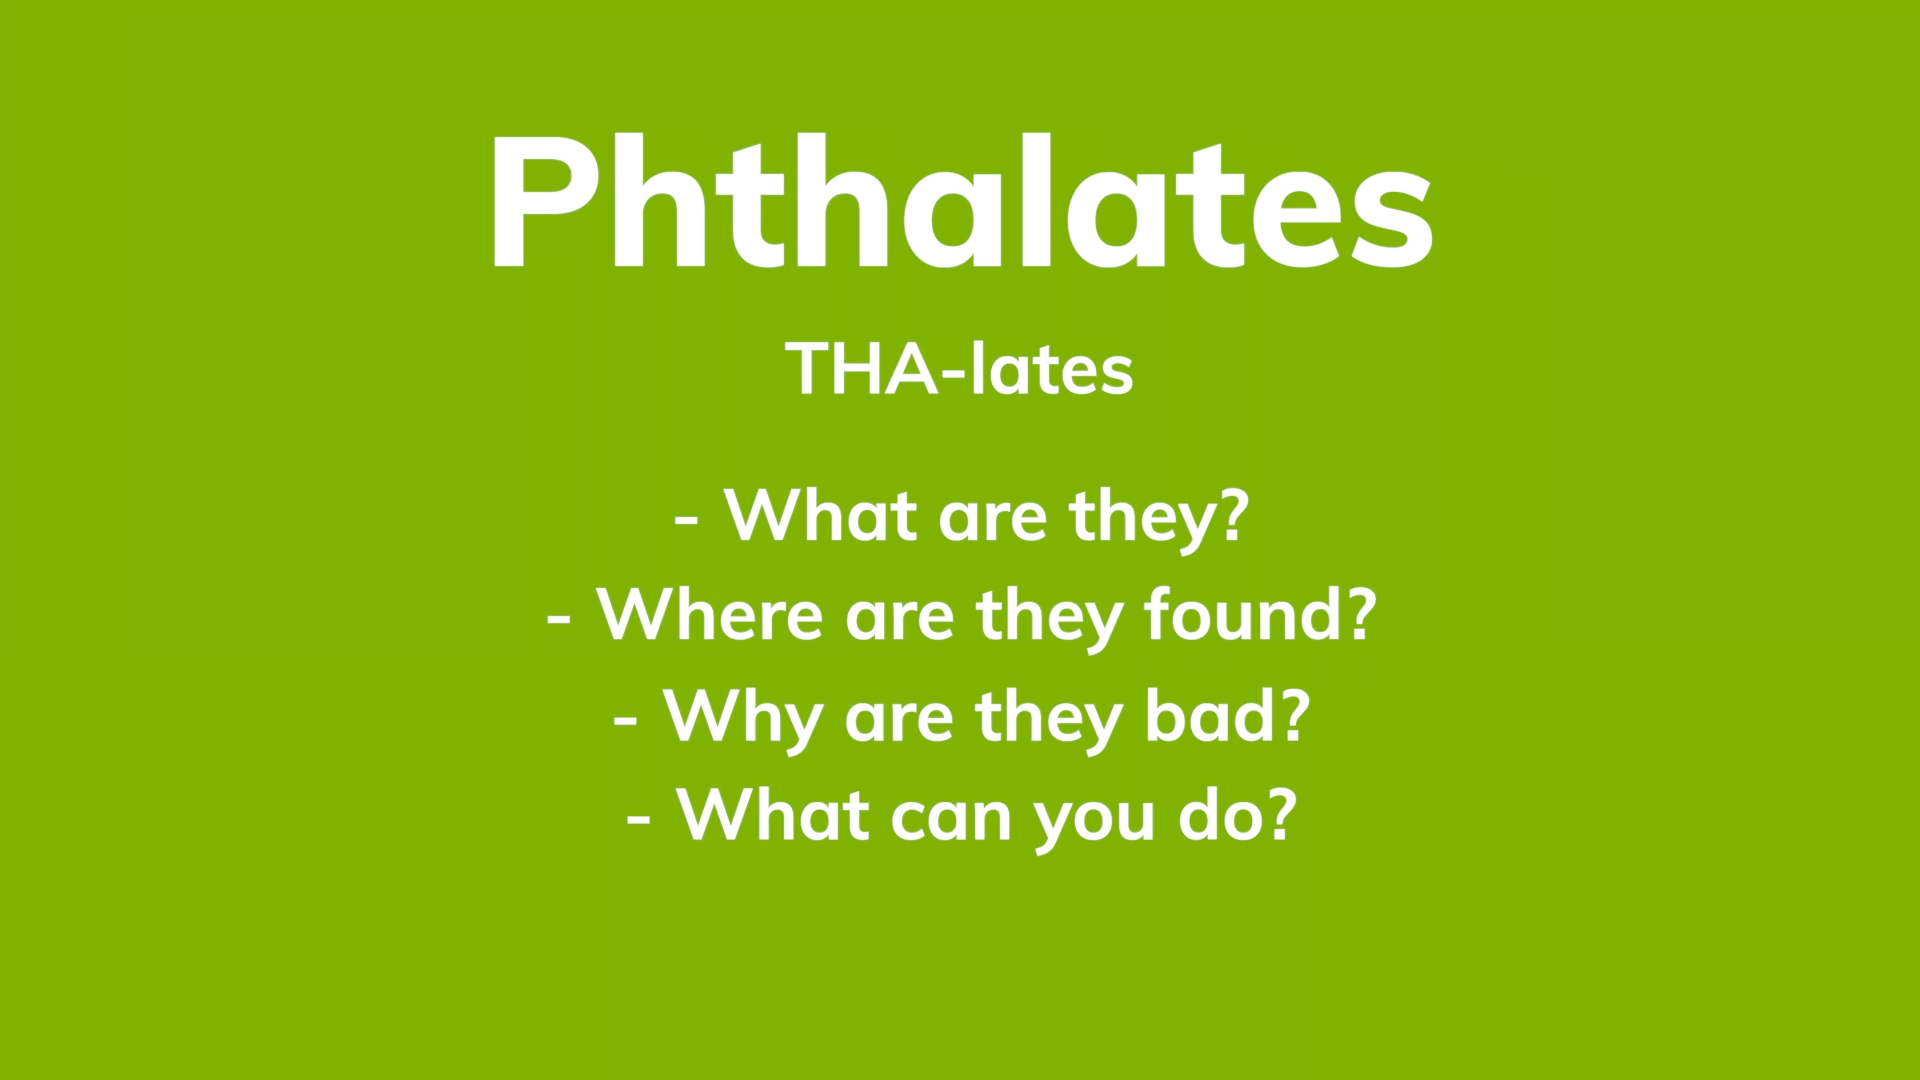 Phthalates
THA-lates
- What are they?
- Where are they found?
- Why are they bad?
- What can you do?